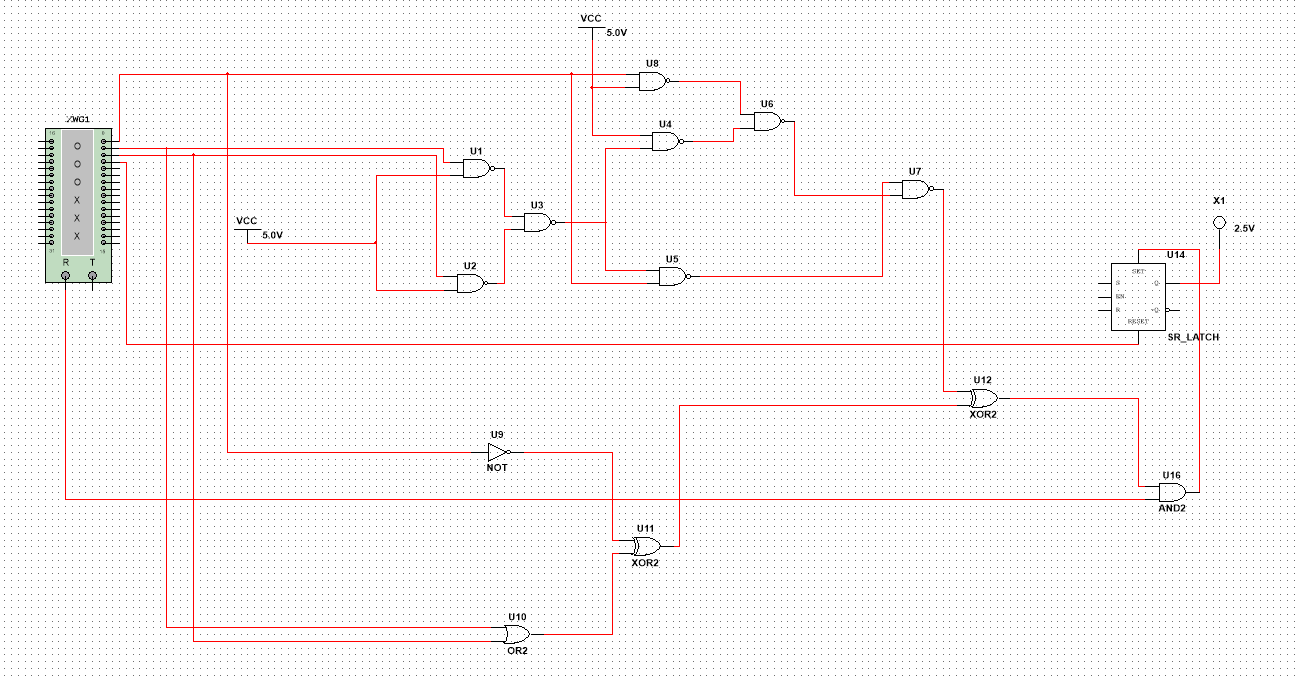 VCC
5.0V
U8
U6
XWG1
U4
U1
U7
VCC
5.0V
U3
X1
2.5V
O
O
O
X
X
X
R T
U2
U5
U14
SET
S Q
EN
R ~Q
RESET
SR_LATCH
U12
XOR2
U9
NOT
U16
AND2
U11
XOR2
U10
OR2